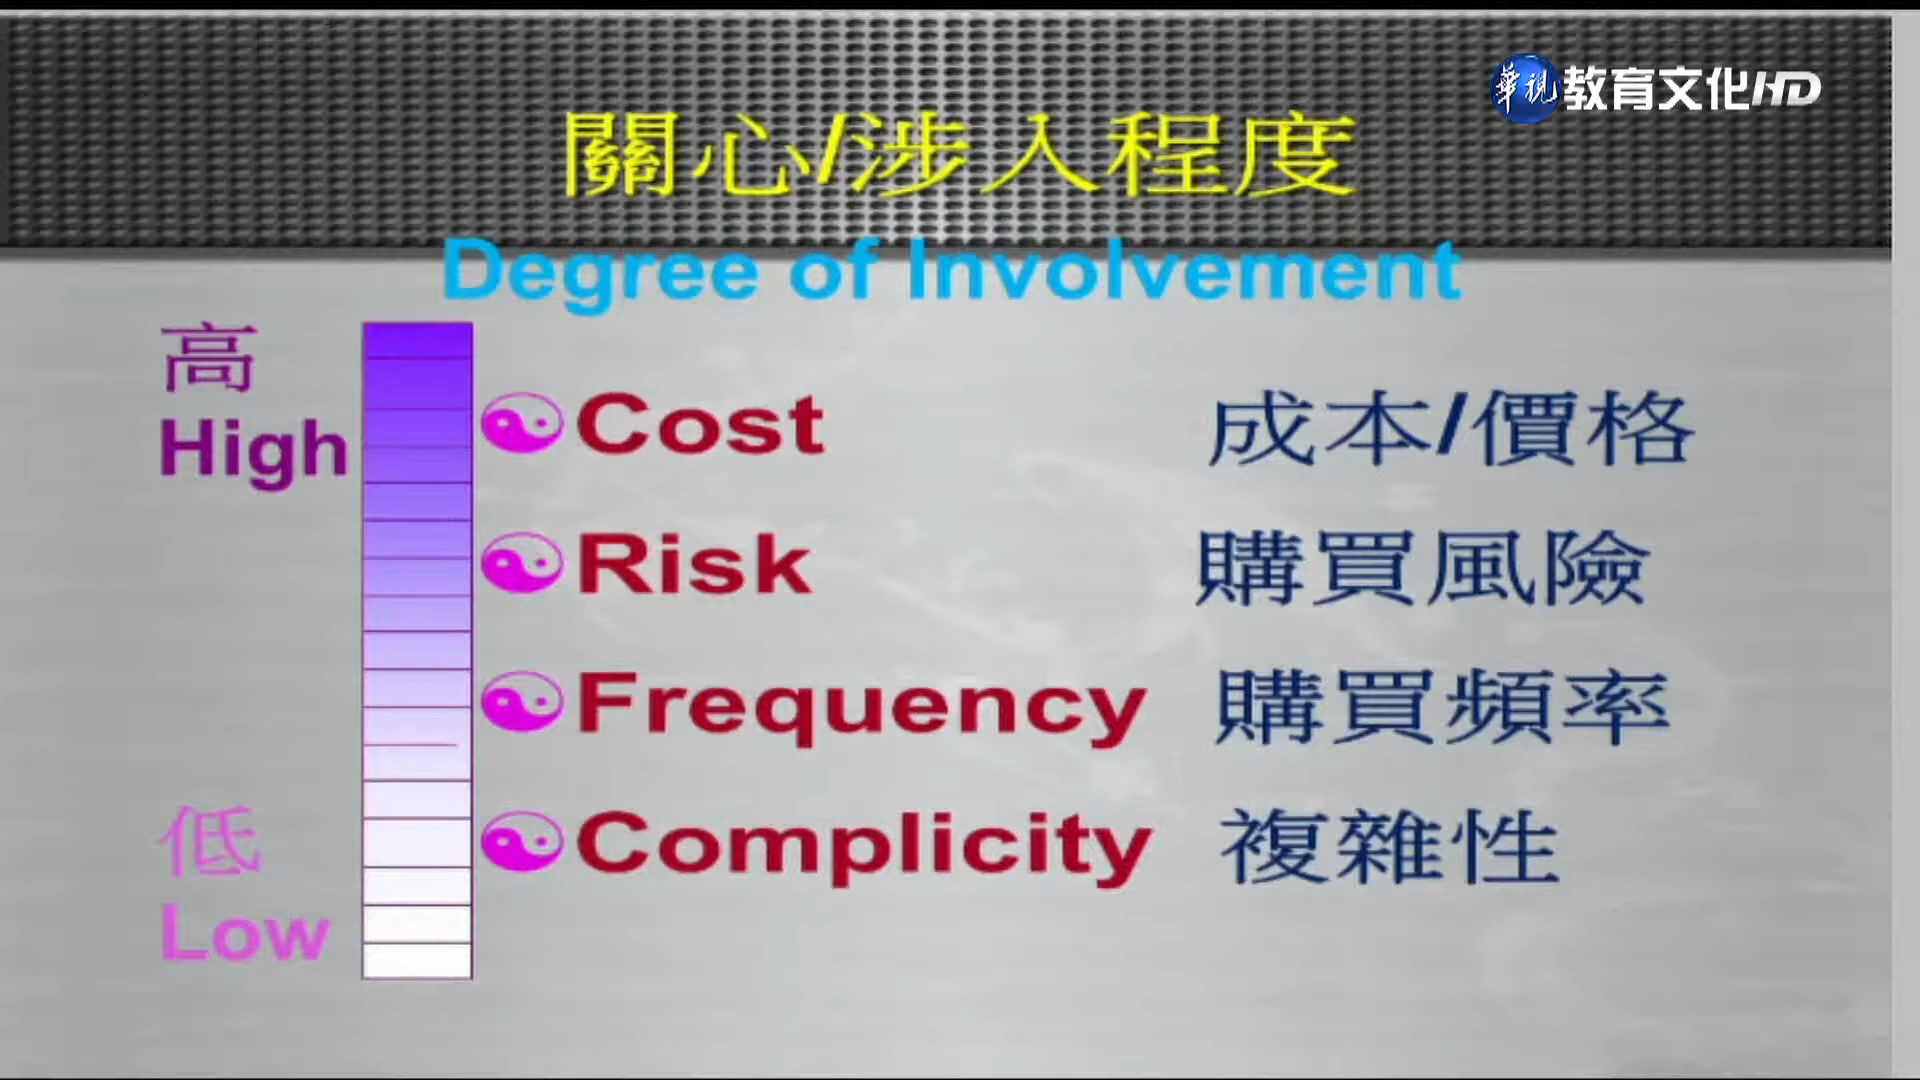 華視 教育文化HD
關心/涉入程度
Degree of Involvement
高
High
Cost 成本/價格
Risk 購買風險
Frequency 購買頻率
Complicity 複雜性
低
Low